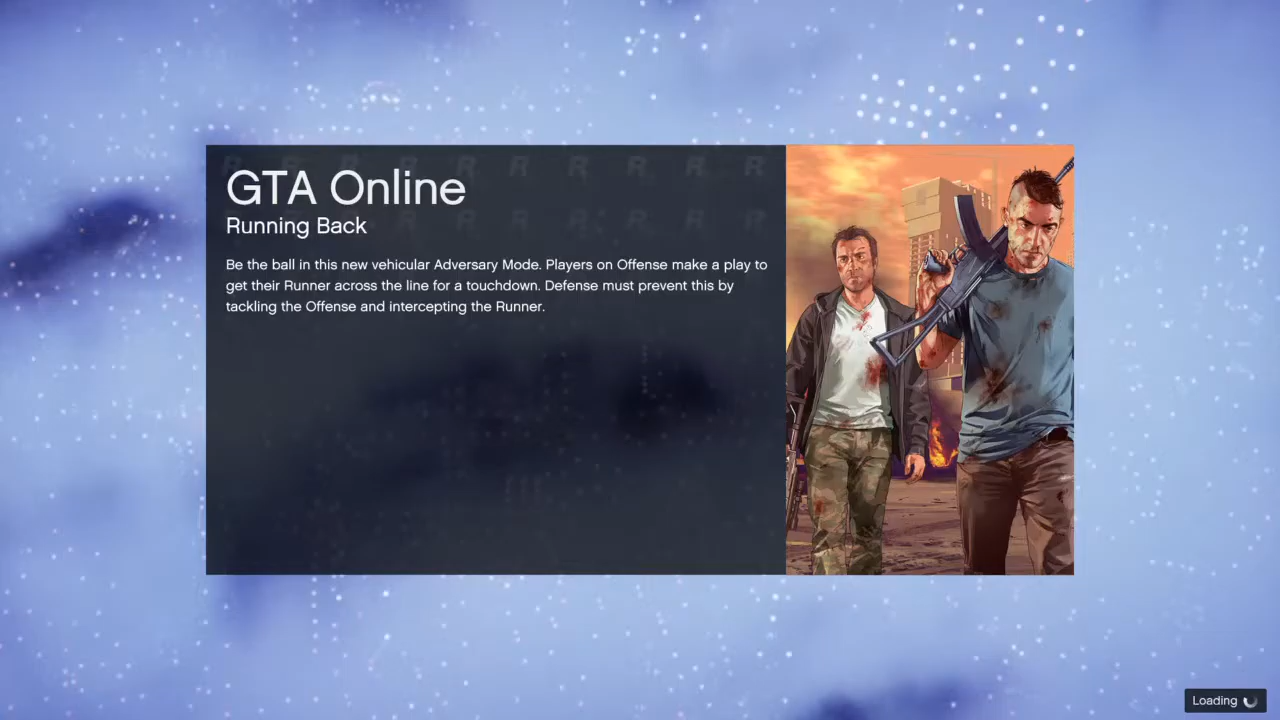 GTA Online
Running Back
Be the ball in this new vehicular Adversary Mode. Players on Offense make a play to
get their Runner across the line for a touchdown. Defense must prevent this by
tackling the Offense and intercepting the Runner.
Loading